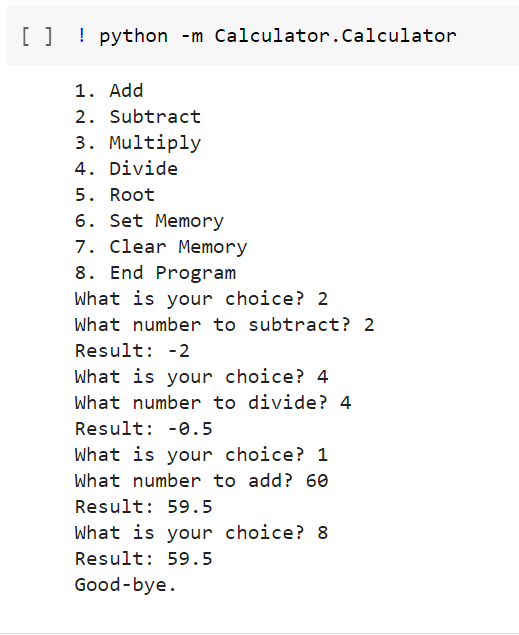 [ ] ! python -m Calculator.Calculator
1. Add
2. Subtract
3. Multiply
4. Divide
5. Root
6. Set Memory
7. Clear Memory
8. End Program
What is your choice? 2
What number to subtract? 2
Result: -2
What is your choice? 4
What number to divide? 4
Result: -0.5
What is your choice? 1
What number to add? 60
Result: 59.5
What is your choice? 8
Result: 59.5
Good-bye.